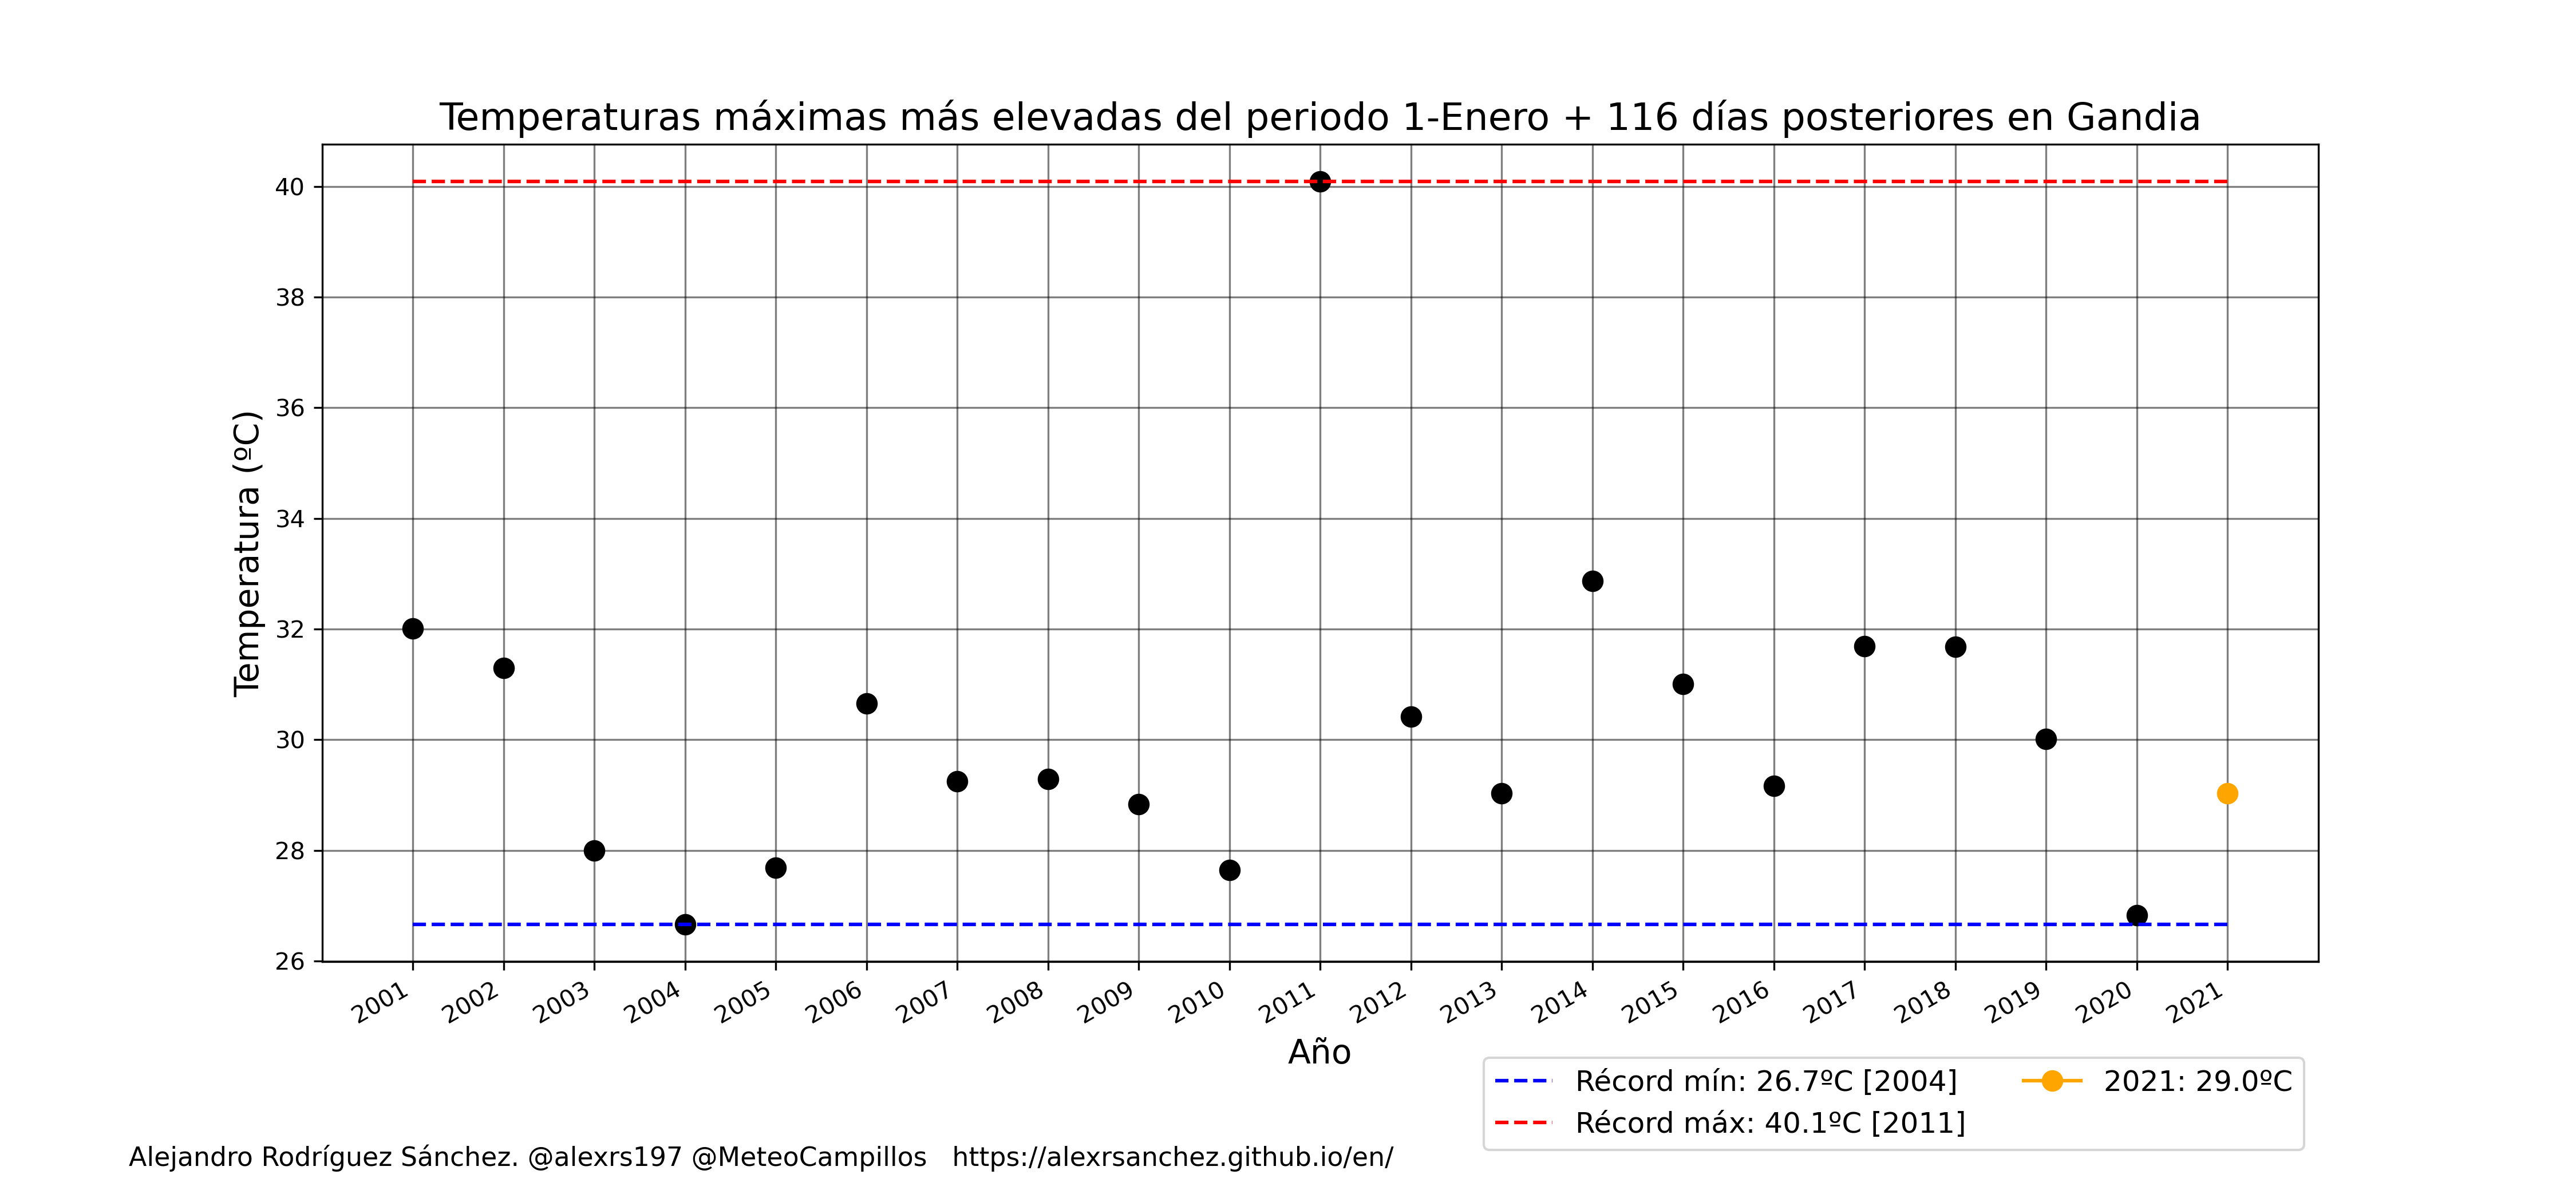 Temperaturas máximas más elevadas del periodo 1-Enero + 116 días posteriores en Gandia
Temperatura (ºC)
40
38
36
34
32
30
28
26
2001 2002 2003 2004 2005 2006 2007 2008 2009 2010 2011 2012 2013 2014 2015 2016 2017 2018 2019 2020 2021
Año
Récord mín: 26.7ºC [2004]
Récord máx: 40.1ºC [2011]
2021: 29.0ºC
Alejandro Rodríguez Sánchez. @alexrs197 @MeteoCampillos https://alexrsanchez.github.io/en/